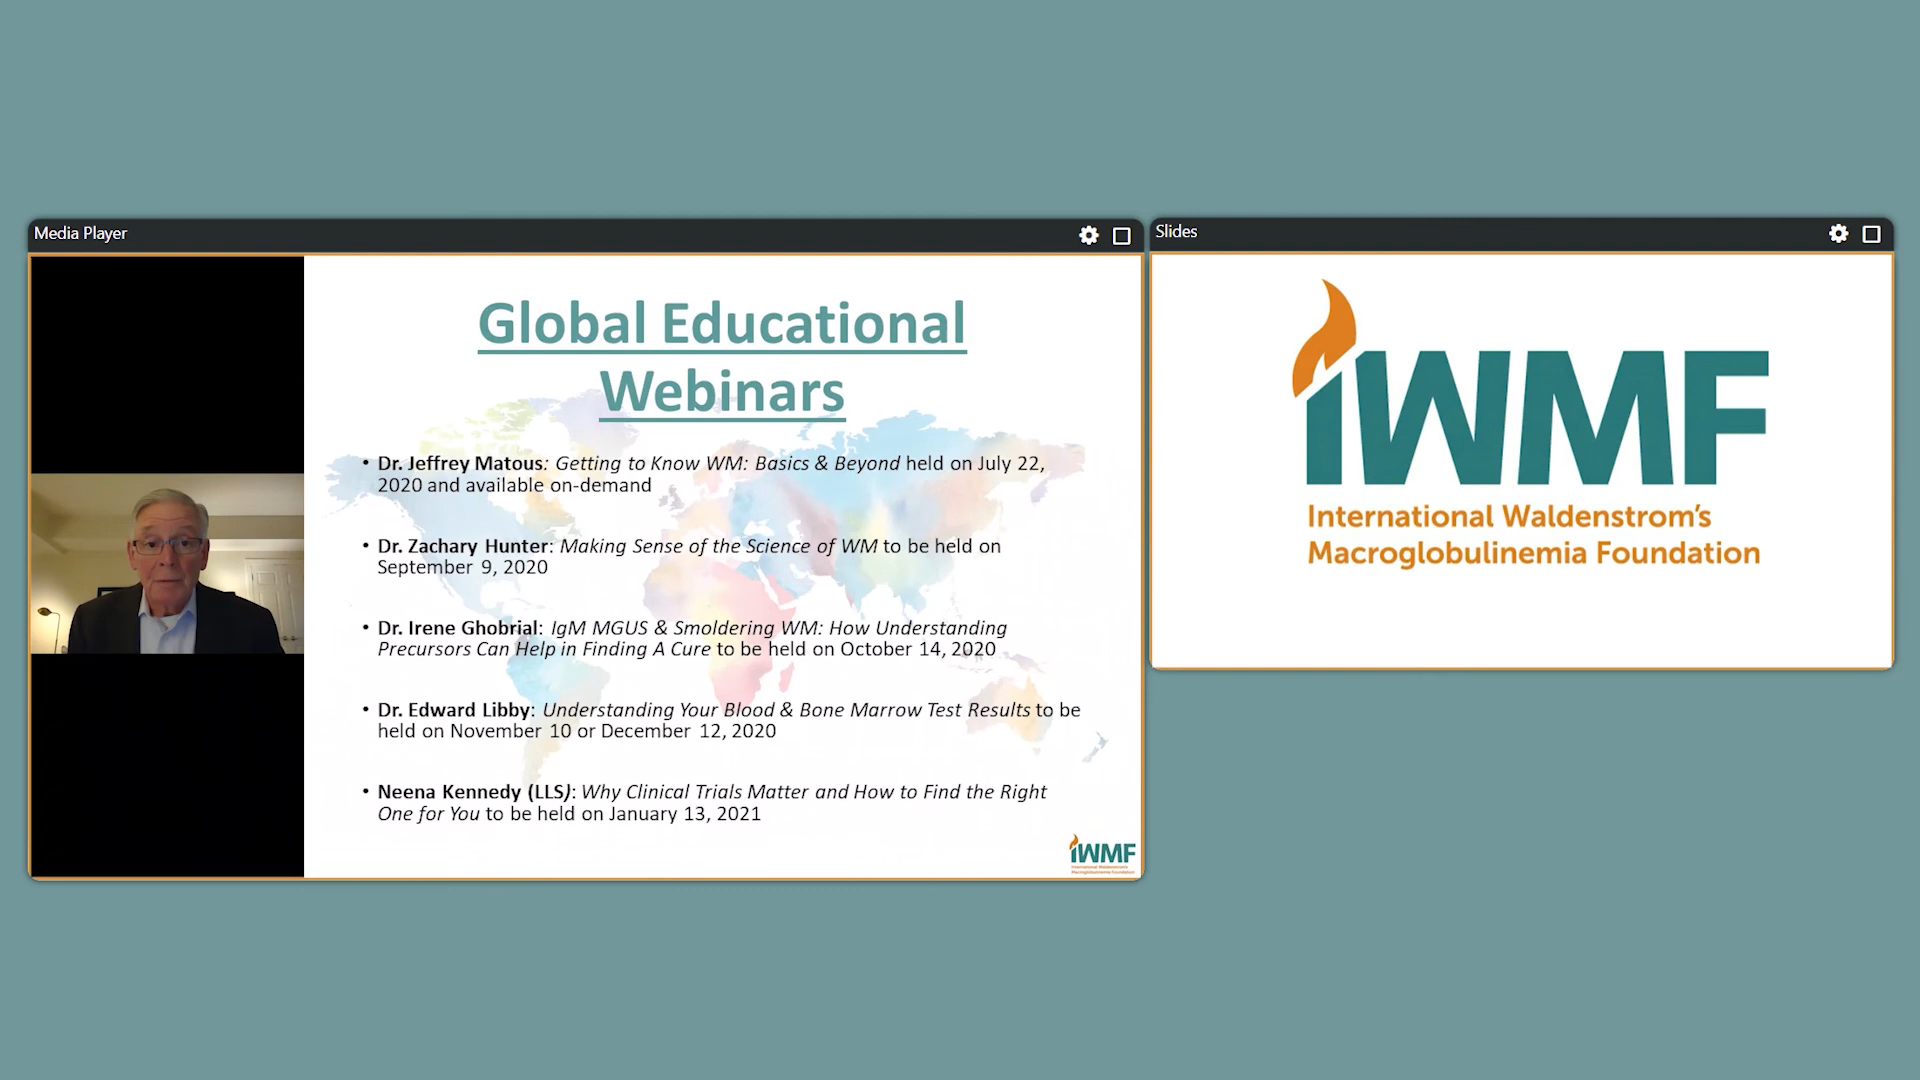 Media Player
Global Educational
Webinars
• Dr. Jeffrey Matous: Getting to Know WM: Basics & Beyond held on July 22,
2020 and available on-demand
• Dr. Zachary Hunter: Making Sense of the Science of WM to be held on
September 9, 2020
• Dr. Irene Ghobrial: IgM MGUS & Smoldering WM: How Understanding
Precursors Can Help in Finding A Cure to be held on October 14, 2020
• Dr. Edward Libby: Understanding Your Blood & Bone Marrow Test Results to be
held on November 10 or December 12, 2020
• Neena Kennedy (LLS): Why Clinical Trials Matter and How to Find the Right
One for You to be held on January 13, 2021
iWMF
International Waldenstrom's
Macroglobulinemia Foundation
Slides
iWMF
International Waldenstrom's
Macroglobulinemia Foundation